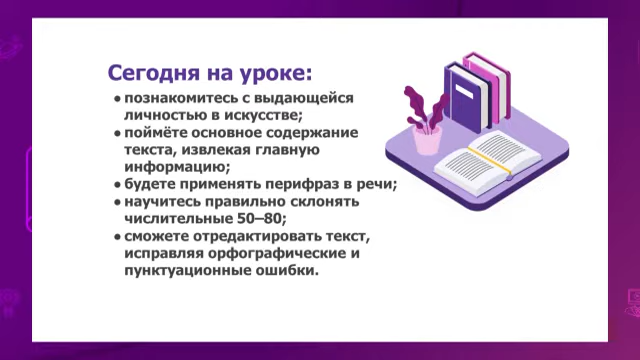 Сегодня на уроке:
• познакомитесь с выдающейся
личностью в искусстве;
• поймёте основное содержание
текста, извлекая главную
информацию;
• будете применять перифраз в речи;
• научитесь правильно склонять
числительные 50–80;
• сможете отредактировать текст,
исправляя орфографические и
пунктуационные ошибки.